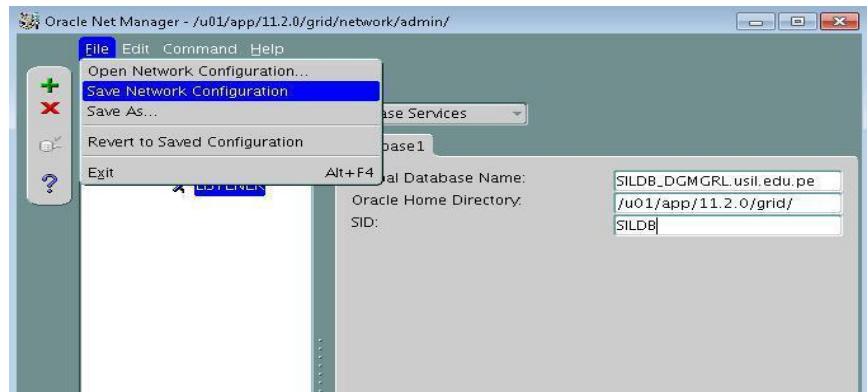 Oracle Net Manager - /u01/app/11.2.0/grid/network/admin/
File Edit Command Help
Open Network Configuration...
Save Network Configuration
Save As...
Revert to Saved Configuration
Exit Alt+F4
ase Services
base1
LISTENER
al Database Name: SILDB_DGMGRL.usil.edu.pe
Oracle Home Directory: /u01/app/11.2.0/grid/
SID: SILDB